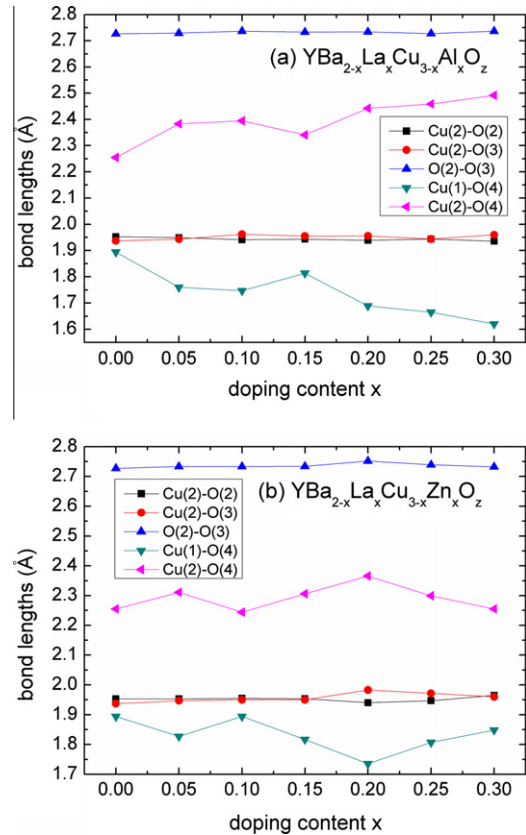 2.8
(a) YBa₂₋ₓLaₓCu₃₋ₓAlₓO_z
2.7
2.6
2.5
2.4
2.3
2.2
2.1
2.0
1.9
1.8
1.7
1.6
bond lengths (Å)
Cu(2)-O(2)
Cu(2)-O(3)
O(2)-O(3)
Cu(1)-O(4)
Cu(2)-O(4)
0.00 0.05 0.10 0.15 0.20 0.25 0.30
doping content x
2.8
(b) YBa₂₋ₓLaₓCu₃₋ₓZnₓO_z
2.7
2.6
2.5
2.4
2.3
2.2
2.1
2.0
1.9
1.8
1.7
bond lengths (Å)
Cu(2)-O(2)
Cu(2)-O(3)
O(2)-O(3)
Cu(1)-O(4)
Cu(2)-O(4)
0.00 0.05 0.10 0.15 0.20 0.25 0.30
doping content x